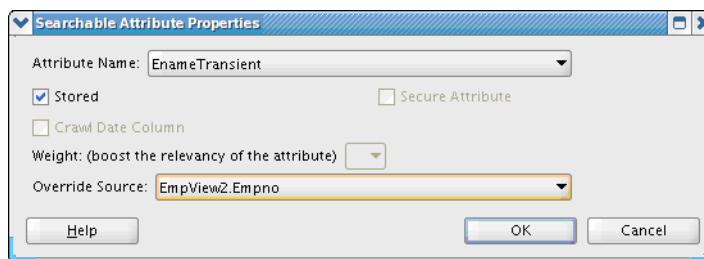 Searchable Attribute Properties
Attribute Name: EnameTransient
Stored Secure Attribute
Crawl Date Column
Weight: (boost the relevancy of the attribute)
Override Source: EmpView2.Empno
Help OK Cancel